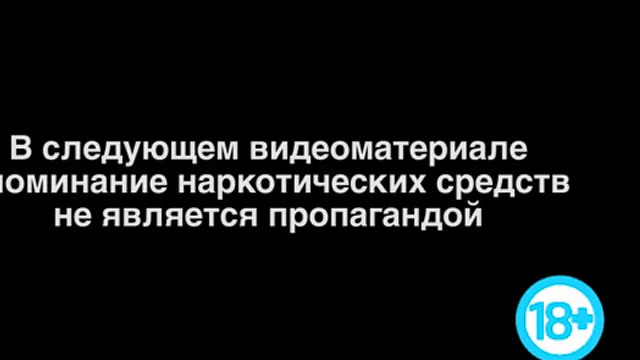 В следующем видеоматериале
поминание наркотических средств
не является пропагандой
18+